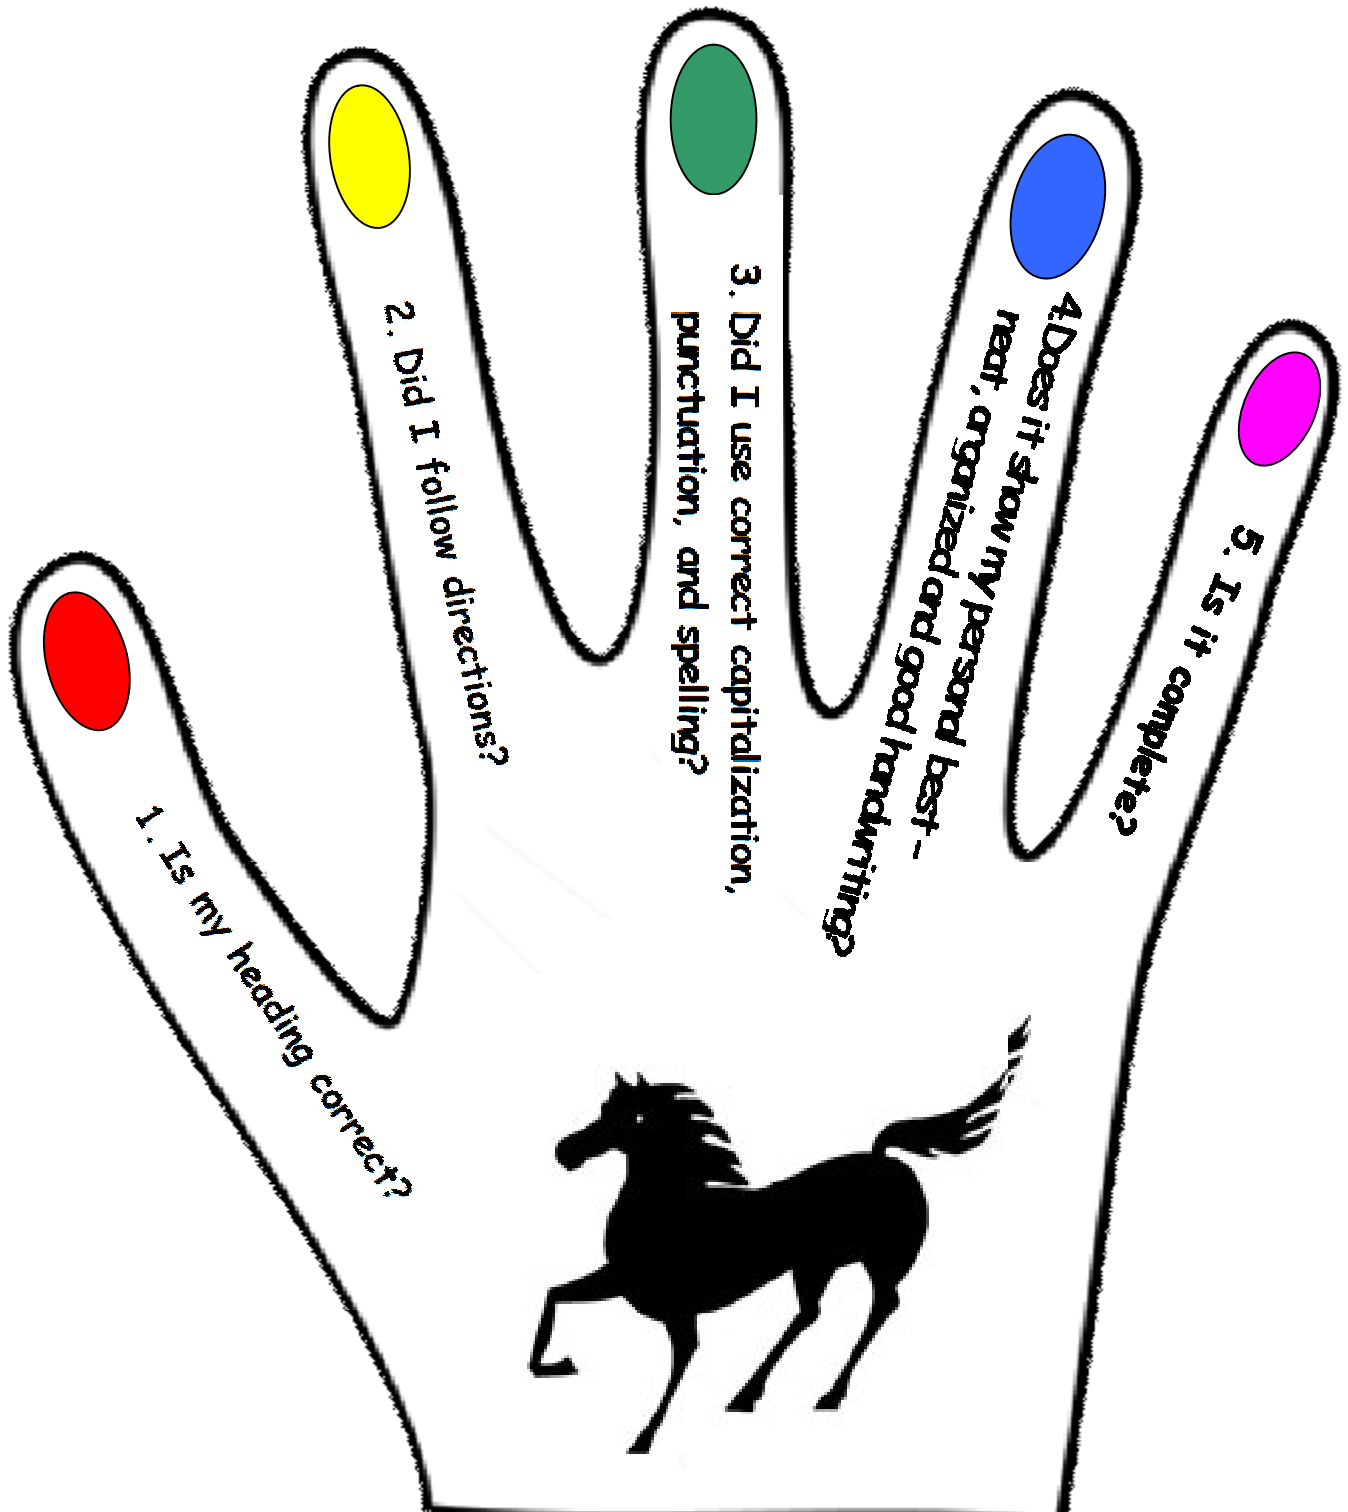 1. Is my heading correct?
2. Did I follow directions?
3. Did I use correct capitalization,
punctuation, and spelling?
4.Does it show my personal best–
neat, organized and good handwriting?
5. Is it complete?